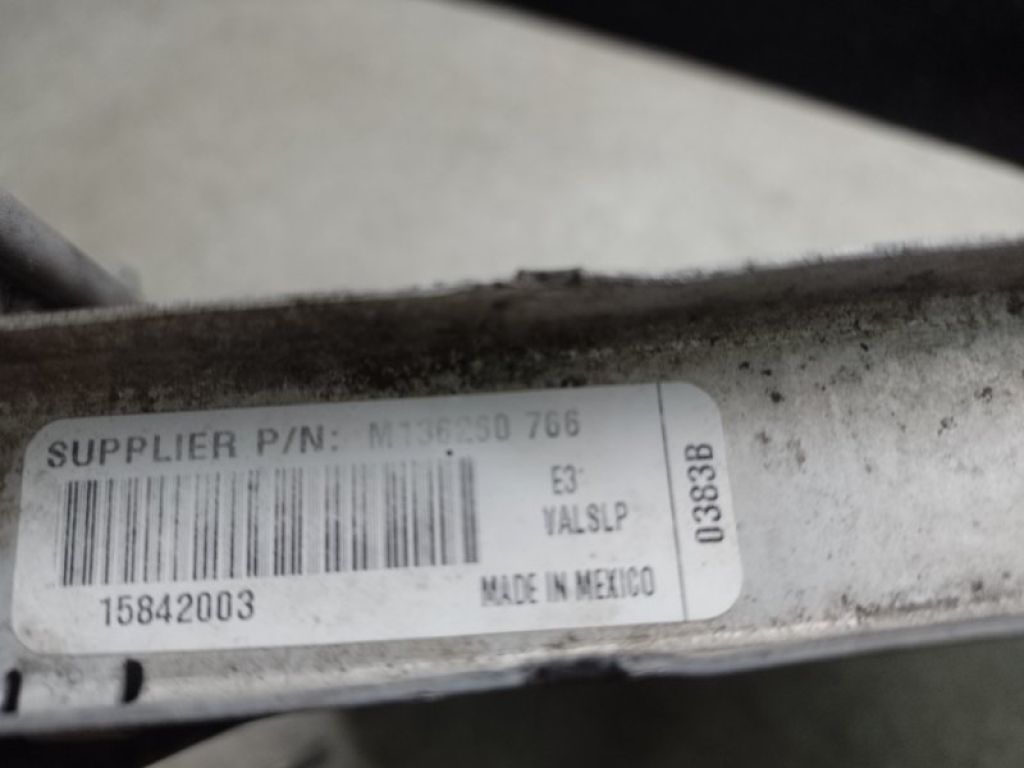 SUPPLIER P/N: M136260 766
E3
VALSLP
15842003
MADE IN MEXICO
0383B